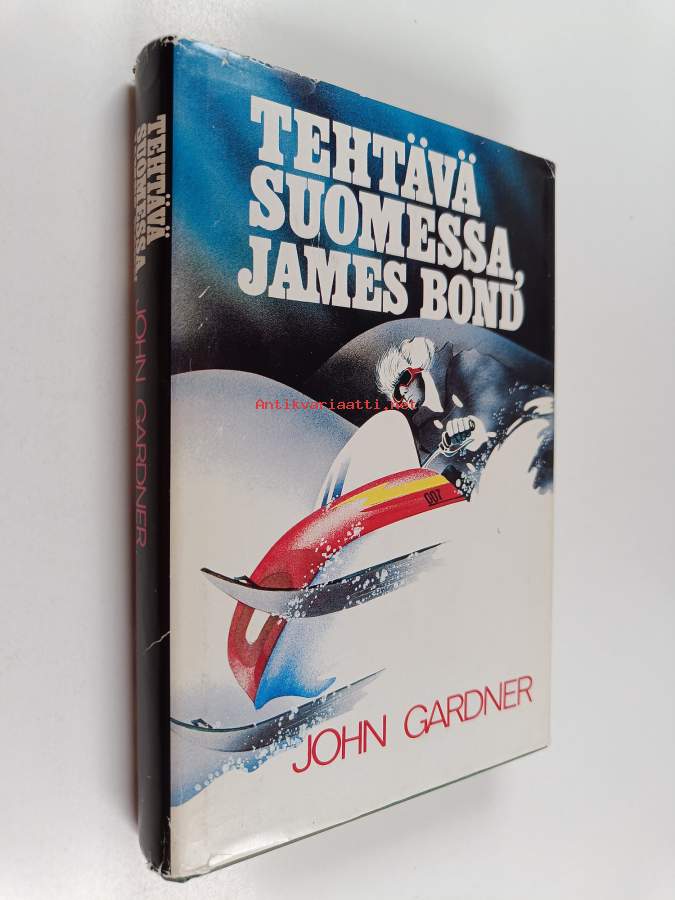 TEHTÄVÄ
SUOMESSA,
JOHN GARDNER
TEHTÄVÄ
SUOMESSA,
JAMES BOND
Antikvariaatti.net
007
JOHN GARDNER